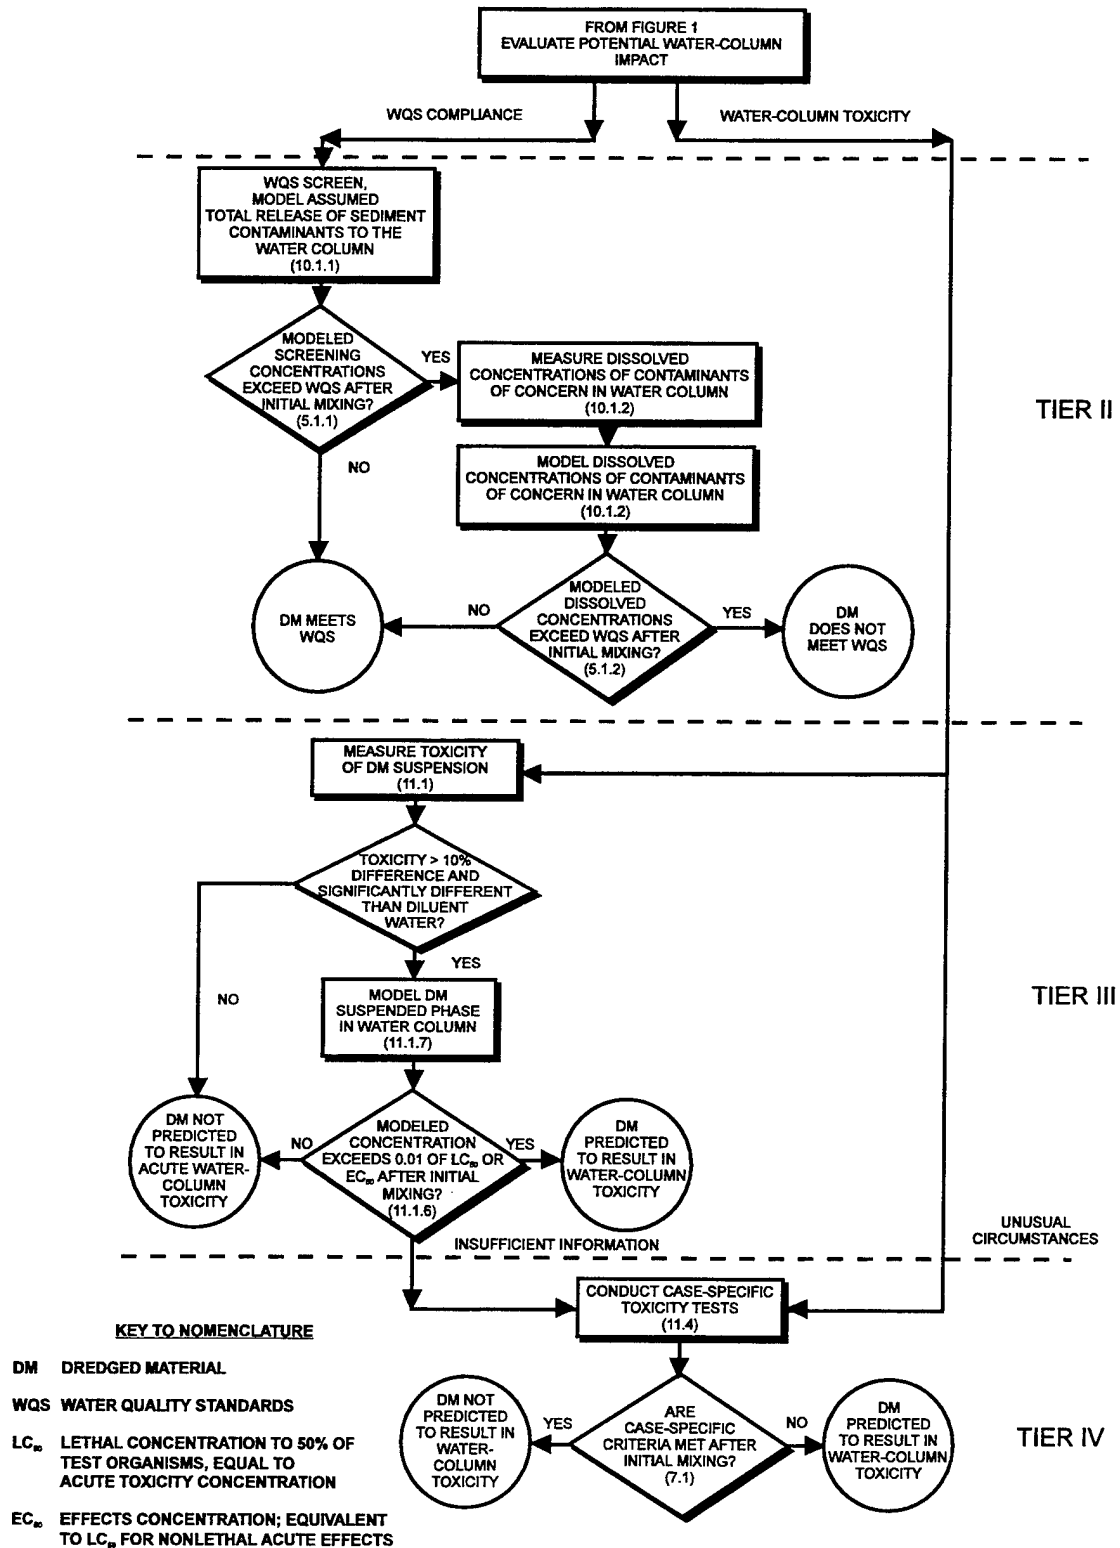 FROM FIGURE 1
EVALUATE POTENTIAL WATER-COLUMN
IMPACT
WQS COMPLIANCE
WATER-COLUMN TOXICITY
WQS SCREEN,
MODEL ASSUMED
TOTAL RELEASE OF SEDIMENT
CONTAMINANTS TO THE
WATER COLUMN
(10.1.1)
MODELED
SCREENING
CONCENTRATIONS
EXCEED WQS AFTER
INITIAL MIXING?
(5.1.1)
YES
NO
MEASURE DISSOLVED
CONCENTRATIONS OF CONTAMINANTS
OF CONCERN IN WATER COLUMN
(10.1.2)
TIER II
MODEL DISSOLVED
CONCENTRATIONS OF CONTAMINANTS
OF CONCERN IN WATER COLUMN
(10.1.2)
DM MEETS
WQS
NO
MODELED
DISSOLVED
CONCENTRATIONS
EXCEED WQS AFTER
INITIAL MIXING?
(5.1.2)
YES
DM
DOES NOT
MEET WQS
MEASURE TOXICITY
OF DM SUSPENSION
(11.1)
TOXICITY > 10%
DIFFERENCE AND
SIGNIFICANTLY DIFFERENT
THAN DILUENT
WATER?
YES
NO
MODEL DM
SUSPENDED PHASE
IN WATER COLUMN
(11.1.7)
TIER III
DM NOT
PREDICTED
TO RESULT IN
ACUTE WATER-
COLUMN
TOXICITY
NO
MODELED
CONCENTRATION
EXCEEDS 0.01 OF LC₅₀ OR
EC₅₀ AFTER INITIAL
MIXING?
(11.1.6)
YES
DM
PREDICTED
TO RESULT IN
WATER-COLUMN
TOXICITY
INSUFFICIENT INFORMATION
UNUSUAL
CIRCUMSTANCES
CONDUCT CASE-SPECIFIC
TOXICITY TESTS
(11.4)
DM NOT
PREDICTED
TO RESULT IN
WATER-
COLUMN
TOXICITY
YES
ARE
CASE-SPECIFIC
CRITERIA MET AFTER
INITIAL MIXING?
(7.1)
NO
DM
PREDICTED
TO RESULT IN
WATER-COLUMN
TOXICITY
TIER IV
KEY TO NOMENCLATURE
DM DREDGED MATERIAL
WQS WATER QUALITY STANDARDS
LC₅₀ LETHAL CONCENTRATION TO 50% OF
TEST ORGANISMS, EQUAL TO
ACUTE TOXICITY CONCENTRATION
EC₅₀ EFFECTS CONCENTRATION; EQUIVALENT
TO LC₅₀ FOR NONLETHAL ACUTE EFFECTS